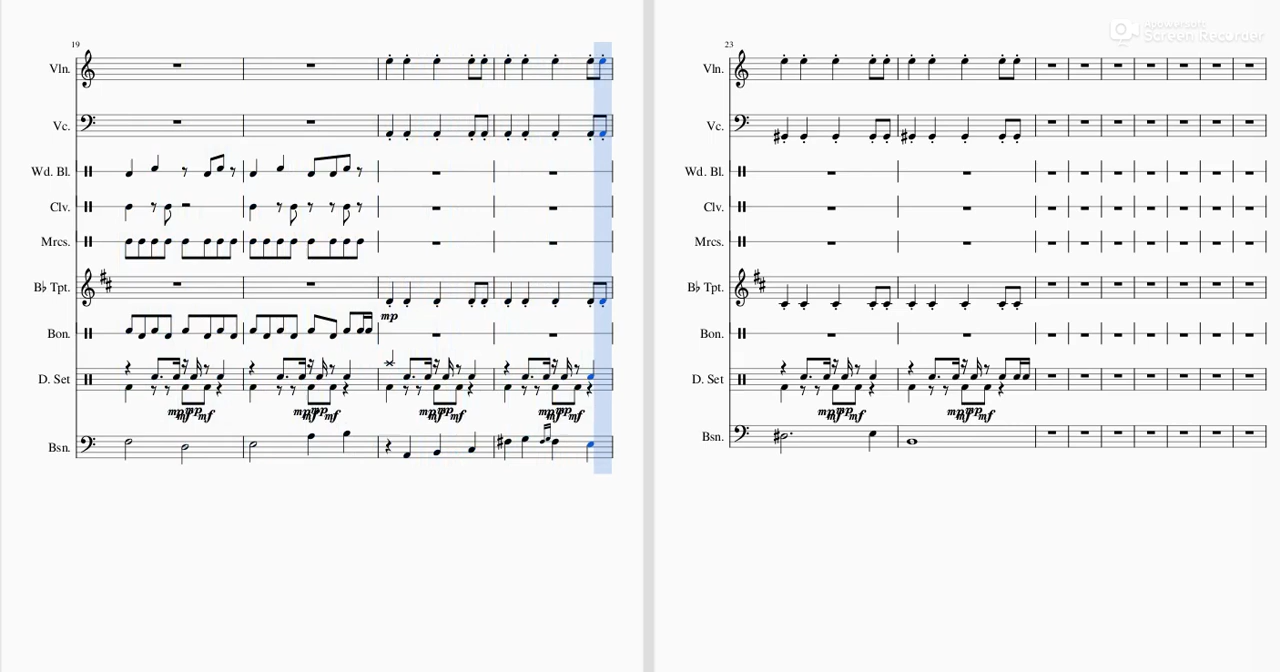 19
Vln.
Vc.
Wd. Bl.
Clv.
Mrcs.
B♭ Tpt.
mp
Bon.
D. Set
Bsn.
23
Vln.
Vc.
Wd. Bl.
Clv.
Mrcs.
B♭ Tpt.
Bon.
D. Set
Bsn.
Apowersoft
Screen Recorder